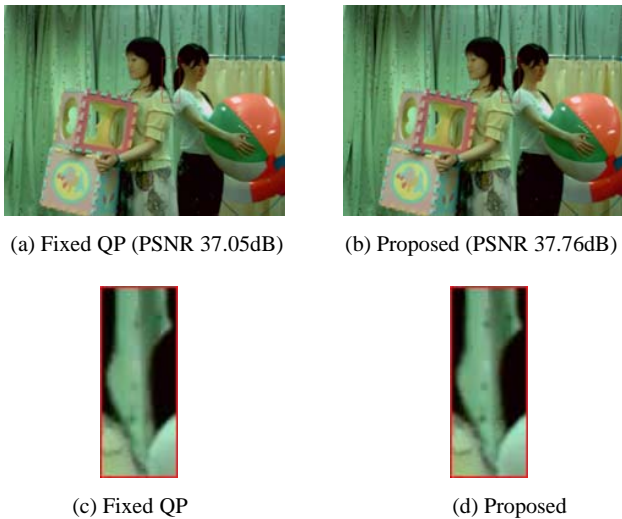 (a) Fixed QP (PSNR 37.05dB)
(b) Proposed (PSNR 37.76dB)
(c) Fixed QP
(d) Proposed